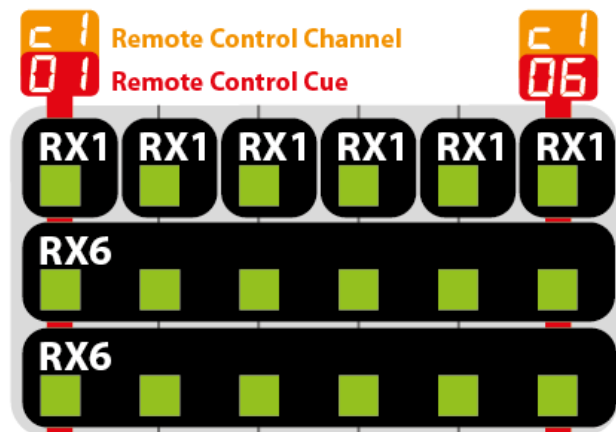 c1 Remote Control Channel c1
01 Remote Control Cue 06
RX1 RX1 RX1 RX1 RX1 RX1
RX6
RX6